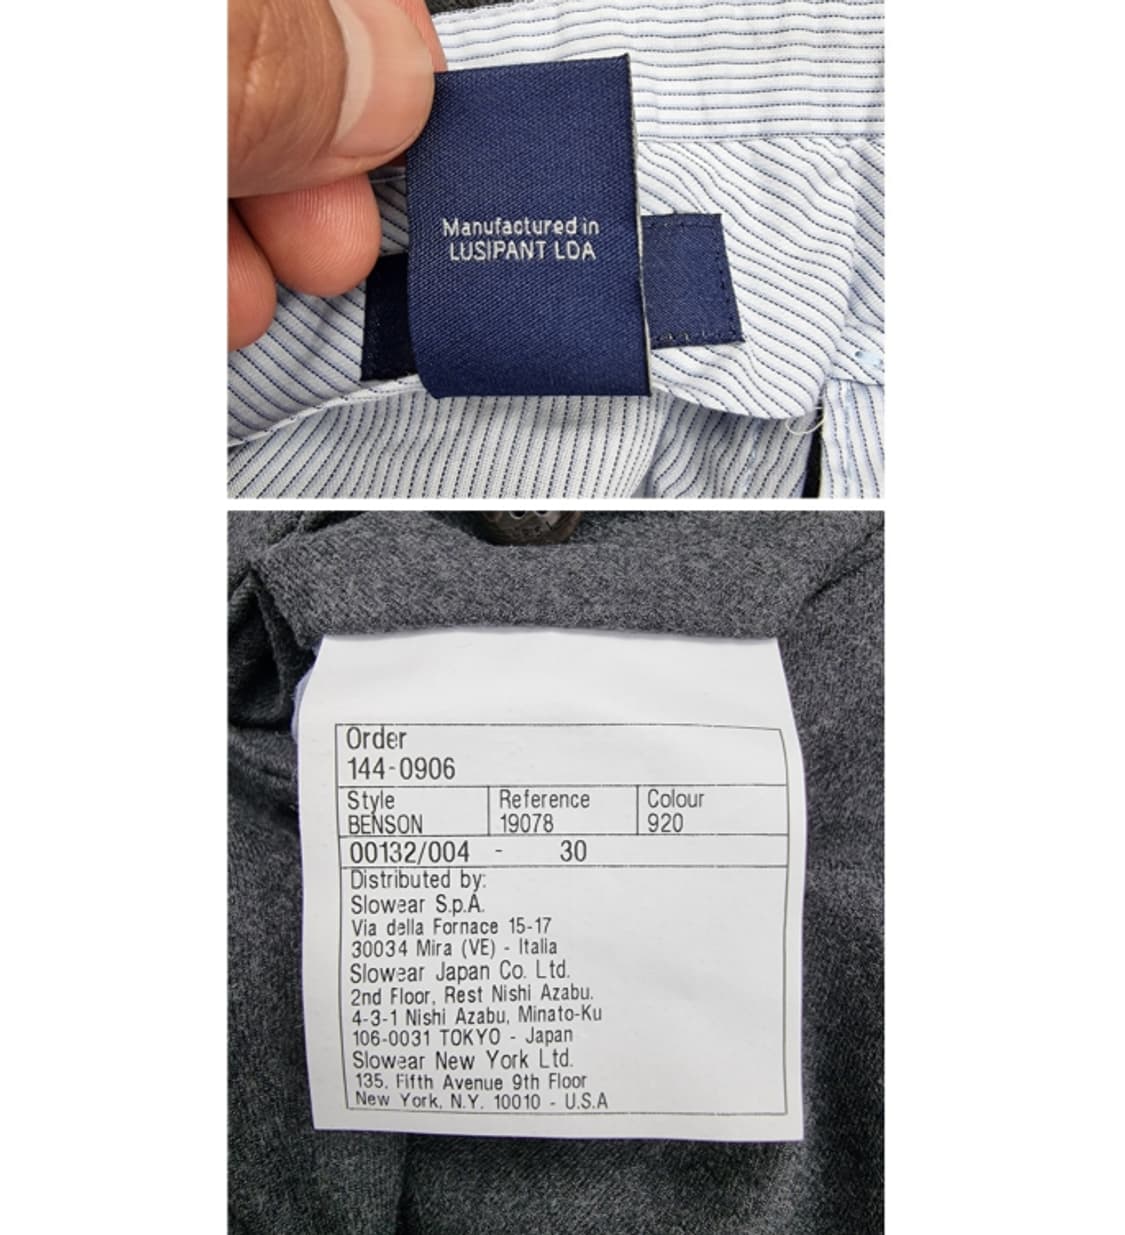 Manufactured in
LUSIPANT LDA
Order
144-0906
Style Reference Colour
BENSON 19078 920
00132/004 - 30
Distributed by:
Slowear S.p.A.
Via della Fornace 15-17
30034 Mira (VE) - Italia
Slowear Japan Co. Ltd.
2nd Floor, Rest Nishi Azabu.
4-3-1 Nishi Azabu, Minato-Ku
106-0031 TOKYO - Japan
Slowear New York Ltd.
135, Fifth Avenue 9th Floor
New York, N.Y. 10010 - U.S.A